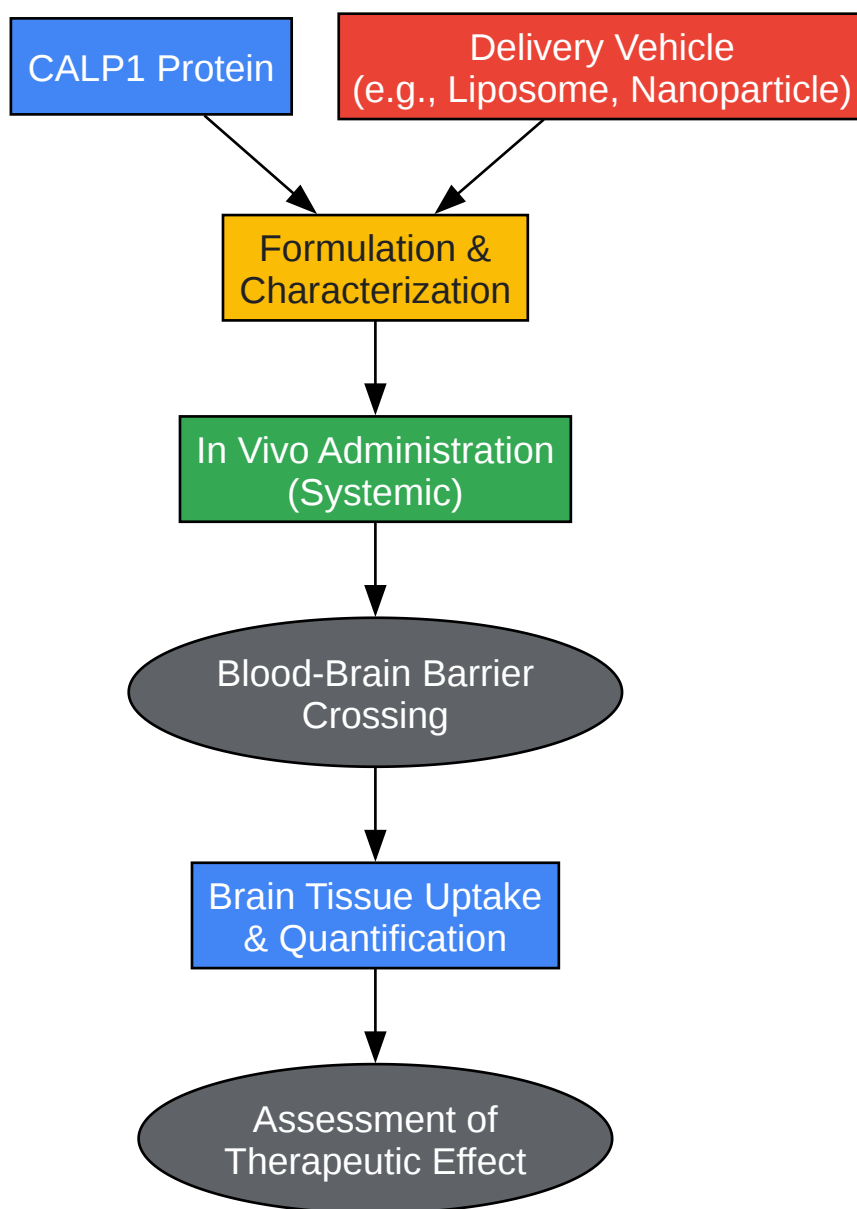 CALP1 Protein
Delivery Vehicle
(e.g., Liposome, Nanoparticle)
Formulation &
Characterization
In Vivo Administration
(Systemic)
Blood-Brain Barrier
Crossing
Brain Tissue Uptake
& Quantification
Assessment of
Therapeutic Effect